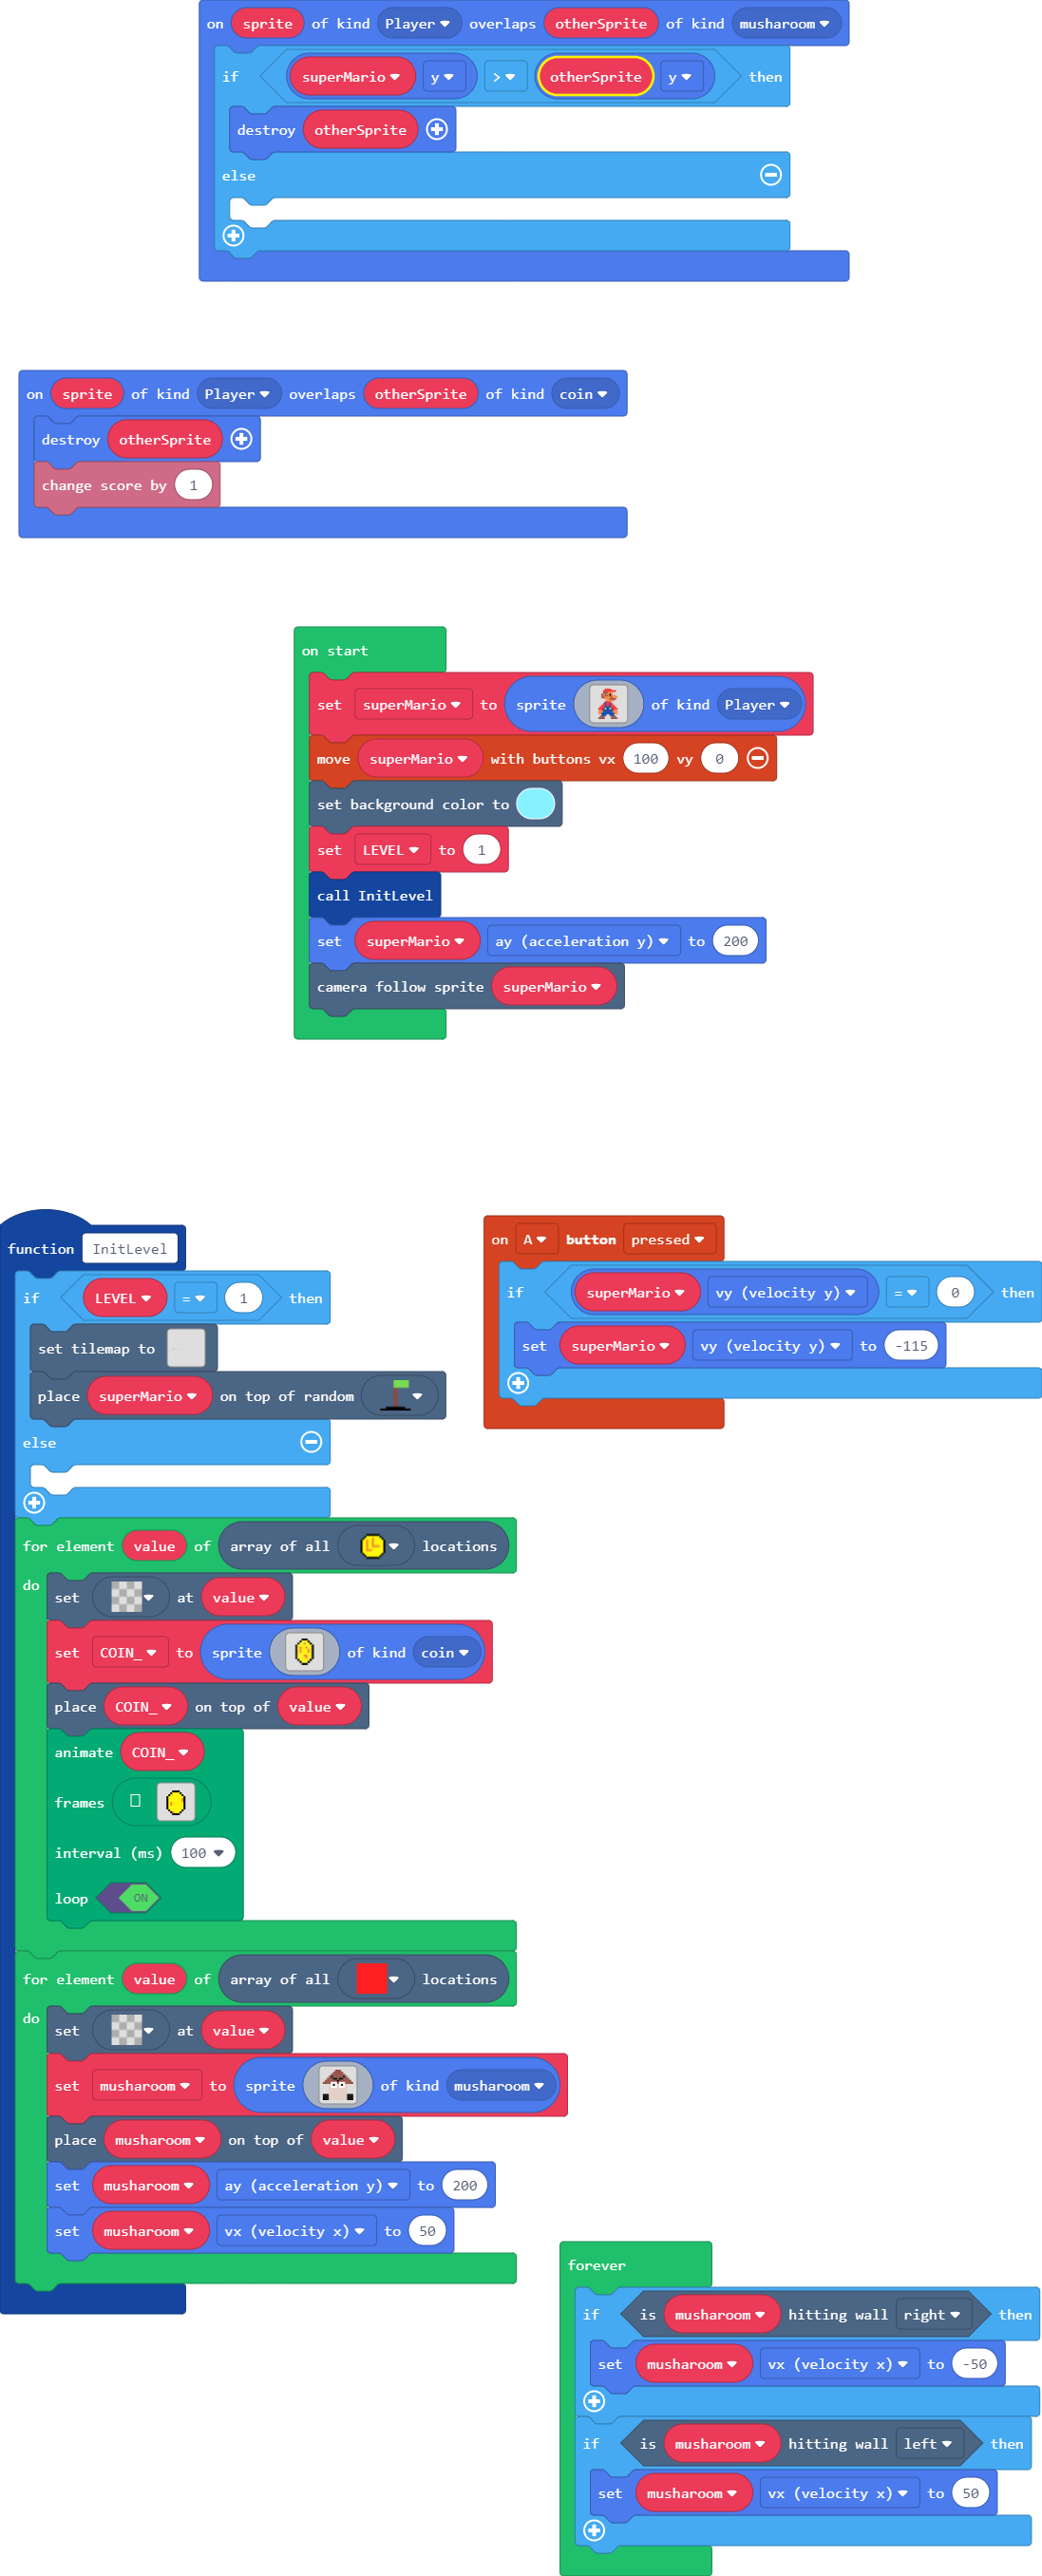 on sprite of kind Player overlaps otherSprite of kind musharoom
if superMario y > otherSprite y then
destroy otherSprite
else
on sprite of kind Player overlaps otherSprite of kind coin
destroy otherSprite
change score by 1
on start
set superMario to sprite of kind Player
move superMario with buttons vx 100 vy 0
set background color to
set LEVEL to 1
call InitLevel
set superMario ay (acceleration y) to 200
camera follow sprite superMario
function InitLevel
if LEVEL = 1 then
set tilemap to
place superMario on top of random
else
for element value of array of all locations
do
set at value
set COIN_ to sprite of kind coin
place COIN_ on top of value
animate COIN_
frames
interval (ms) 100
loop ON
for element value of array of all locations
do
set at value
set musharoom to sprite of kind musharoom
place musharoom on top of value
set musharoom ay (acceleration y) to 200
set musharoom vx (velocity x) to 50
on A button pressed
if superMario vy (velocity y) = 0 then
set superMario vy (velocity y) to -115
forever
if is musharoom hitting wall right then
set musharoom vx (velocity x) to -50
if is musharoom hitting wall left then
set musharoom vx (velocity x) to 50